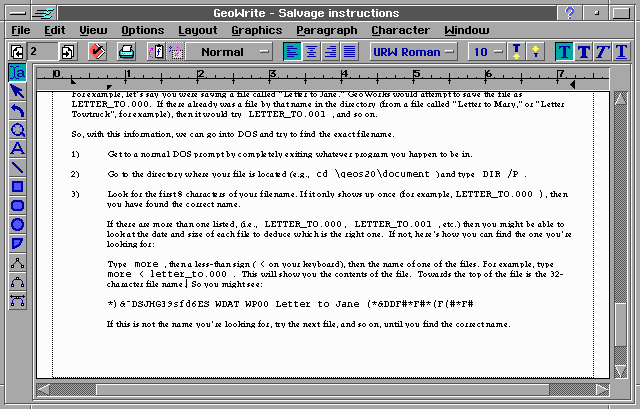 GeoWrite - Salvage instructions
File Edit View Options Layout Graphics Paragraph Character Window
2 Normal URW Roman 10 T T T T
0 1 2 3 4 5 6 7
For example, let's say you were saving a file called "Letter to Jane." GeoWorks would attempt to save the file as
LETTER_TO.000. If there already was a file by that name in the directory (from a file called "Letter to Mary," or "Letter
Towtruck", for example), then it would try LETTER_TO.001 , and so on.
So, with this information, we can go into DOS and try to find the exact filename.
1) Get to a normal DOS prompt by completely exiting whatever program you happen to be in.
2) Go to the directory where your file is located (e.g., cd \geos20\document ) and type DIR /P .
3) Look for the first 8 characters of your filename. If it only shows up once (for example, LETTER_TO.000 ) , then
you have found the correct name.
If there are more than one listed, (i.e., LETTER_TO.000, LETTER_TO.001 , etc.) then you might be able to
look at the date and size of each file to deduce which is the right one. If not, here's how you can find the one you're
looking for:
Type more , then a less-than sign ( < on your keyboard), then the name of one of the files. For example, type
more < letter_to.000 . This will show you the contents of the file. Towards the top of the file is the 32-
character file name. So you might see:
*)&^DSJHG39sfd6ES WDAT WP00 Letter to Jane (*&DDF#*F#*(F(#*F#
If this is not the name you're looking for, try the next file, and so on, until you find the correct name.